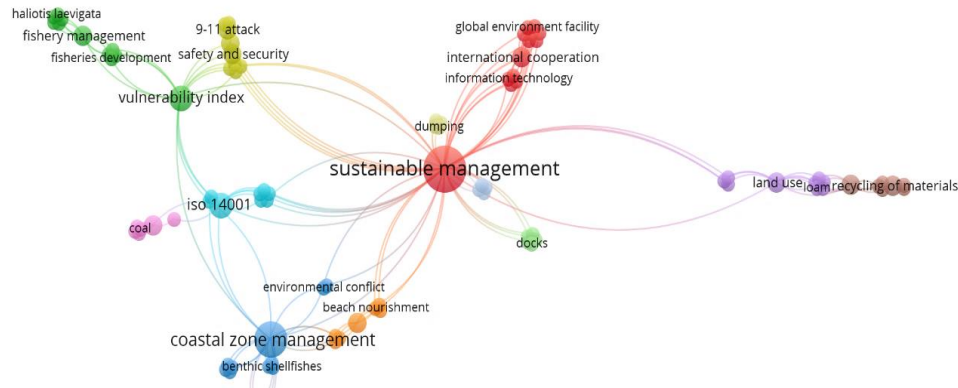 haliotis laevigata
fishery management
fisheries development
9-11 attack
safety and security
vulnerability index
global environment facility
international cooperation
information technology
dumping
sustainable management
land use
loam
recycling of materials
iso 14001
coal
docks
environmental conflict
beach nourishment
coastal zone management
benthic shellfishes